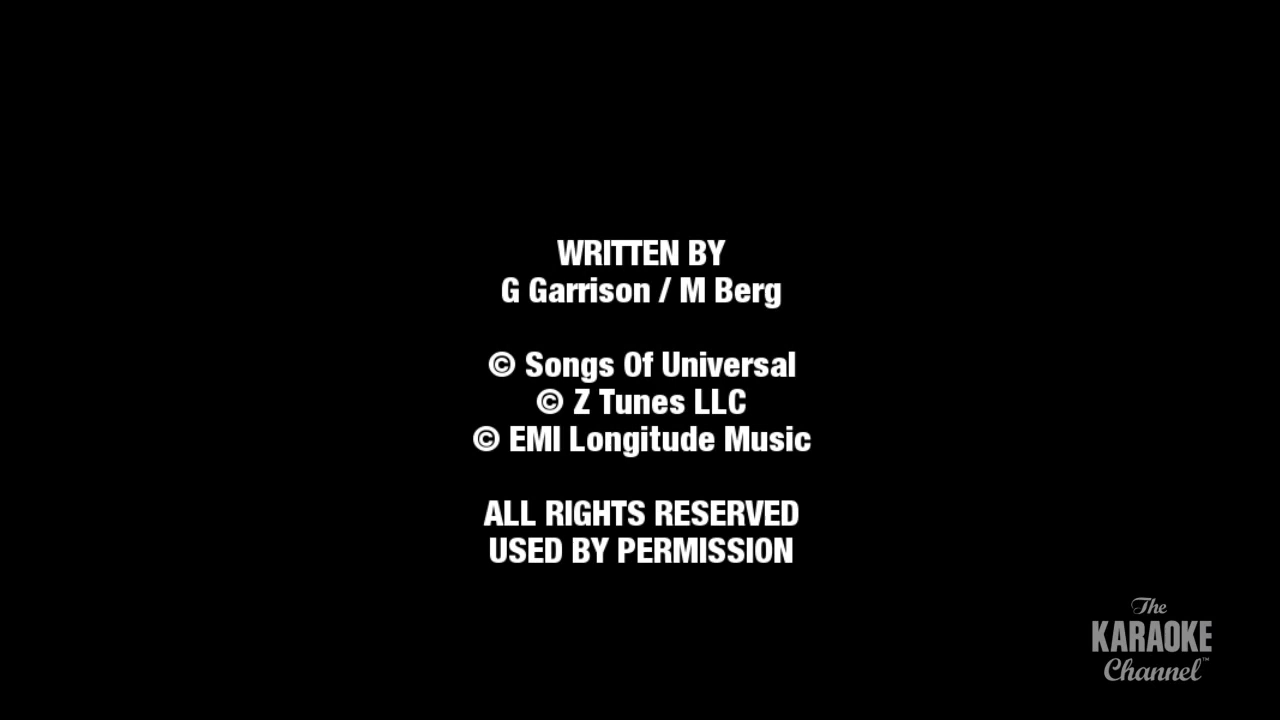 WRITTEN BY
G Garrison / M Berg
© Songs Of Universal
© Z Tunes LLC
© EMI Longitude Music
ALL RIGHTS RESERVED
USED BY PERMISSION
The
KARAOKE
Channel™